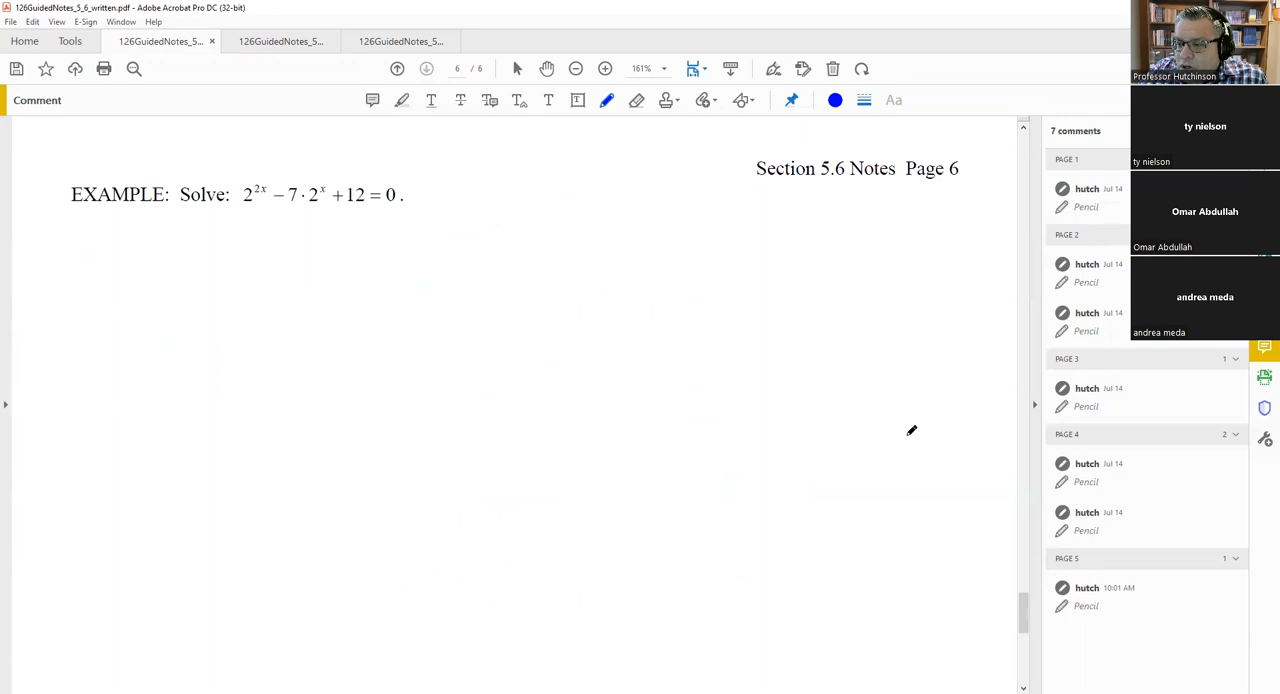 126GuidedNotes_5_6_written.pdf - Adobe Acrobat Pro DC (32-bit)
File Edit View E-Sign Window Help
Home Tools 126GuidedNotes_5... × 126GuidedNotes_5... 126GuidedNotes_5...
6 / 6 161%
Comment
Aa
Section 5.6 Notes Page 6
EXAMPLE: Solve: 2^{2x} − 7 · 2^x + 12 = 0 .
7 comments
PAGE 1
hutch Jul 14
Pencil
PAGE 2
hutch Jul 14
Pencil
hutch Jul 14
Pencil
PAGE 3 1
hutch Jul 14
Pencil
PAGE 4 2
hutch Jul 14
Pencil
hutch Jul 14
Pencil
PAGE 5 1
hutch 10:01 AM
Pencil
Professor Hutchinson
ty nielson
ty nielson
Omar Abdullah
Omar Abdullah
andrea meda
andrea meda